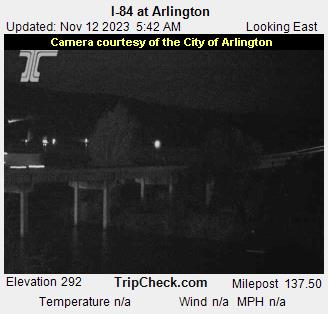 I-84 at Arlington
Updated: Nov 12 2023 5:42 AM Looking East
Camera courtesy of the City of Arlington
Elevation 292 TripCheck.com Milepost 137.50
Temperature n/a Wind n/a MPH n/a